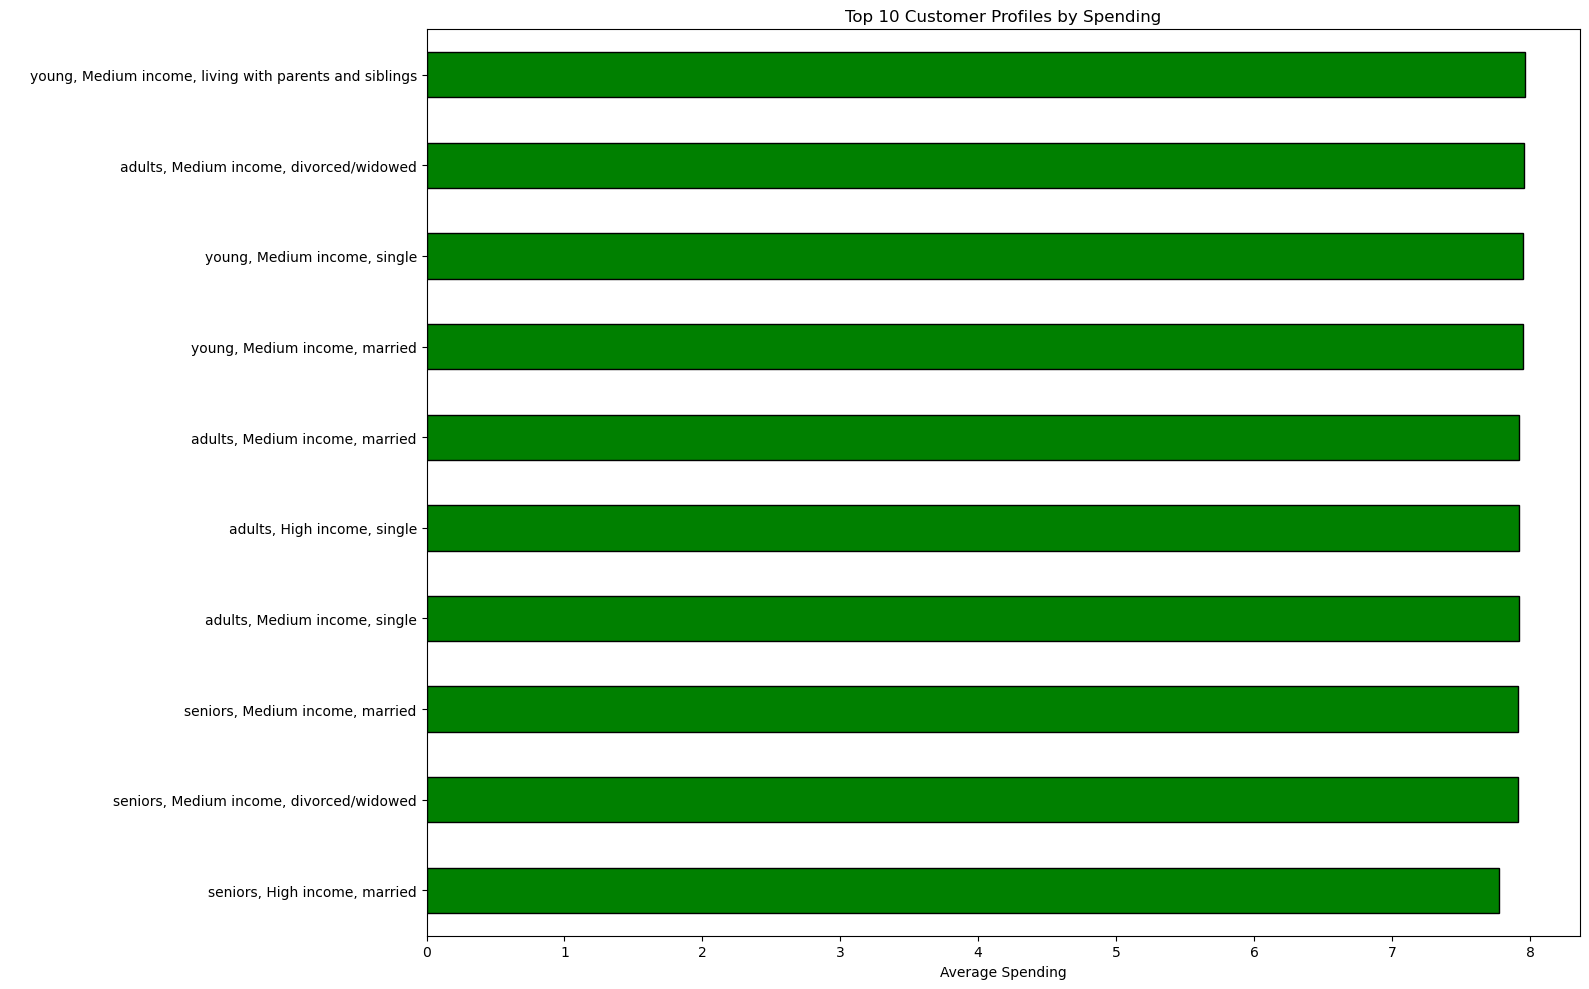 Top 10 Customer Profiles by Spending
young, Medium income, living with parents and siblings
adults, Medium income, divorced/widowed
young, Medium income, single
young, Medium income, married
adults, Medium income, married
adults, High income, single
adults, Medium income, single
seniors, Medium income, married
seniors, Medium income, divorced/widowed
seniors, High income, married
0 1 2 3 4 5 6 7 8
Average Spending